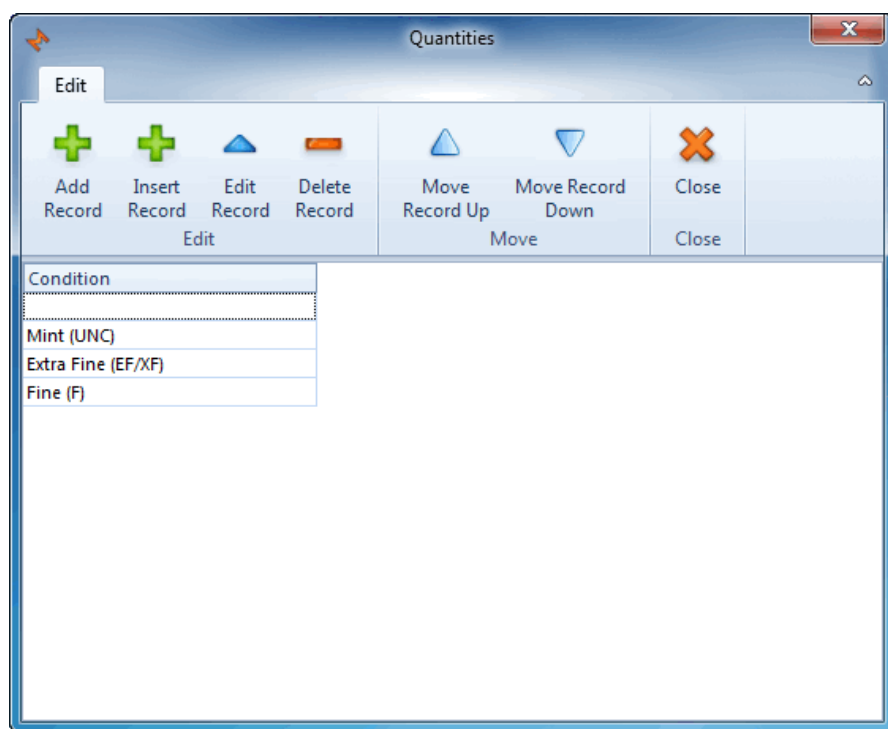 Quantities
Edit
Add Record
Insert Record
Edit Record
Delete Record
Move Record Up
Move Record Down
Close
Edit
Move
Close
Condition
Mint (UNC)
Extra Fine (EF/XF)
Fine (F)